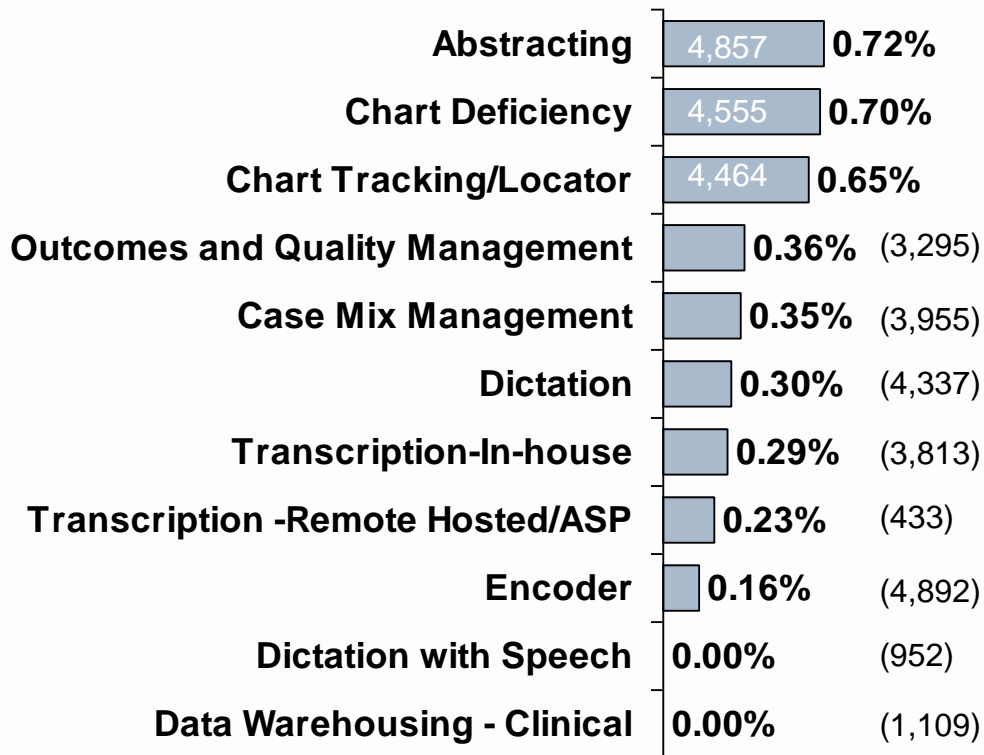 Abstracting 4,857 0.72%
Chart Deficiency 4,555 0.70%
Chart Tracking/Locator 4,464 0.65%
Outcomes and Quality Management 0.36% (3,295)
Case Mix Management 0.35% (3,955)
Dictation 0.30% (4,337)
Transcription-In-house 0.29% (3,813)
Transcription -Remote Hosted/ASP 0.23% (433)
Encoder 0.16% (4,892)
Dictation with Speech 0.00% (952)
Data Warehousing - Clinical 0.00% (1,109)